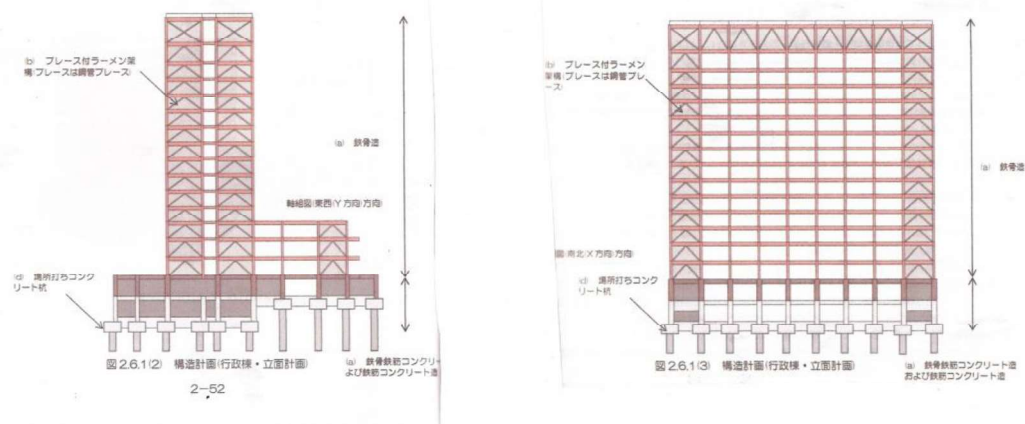 (b) ブレース付ラーメン架
構(ブレースは鋼管ブレース)
(a) 鉄骨造
軸組図(東西(Y方向)方向)
(d) 場所打ちコンク
リート杭
図2.6.1(2) 構造計画(行政棟・立面計画)
(a) 鉄骨鉄筋コンクリー
および鉄筋コンクリート造
2-52
(b) ブレース付ラーメン
架構(ブレースは鋼管ブレ
ース)
(a) 鉄骨造
図(南北(X方向)方向)
(d) 場所打ちコンク
リート杭
図2.6.1(3) 構造計画(行政棟・立面計画)
(a) 鉄骨鉄筋コンクリート造
および鉄筋コンクリート造